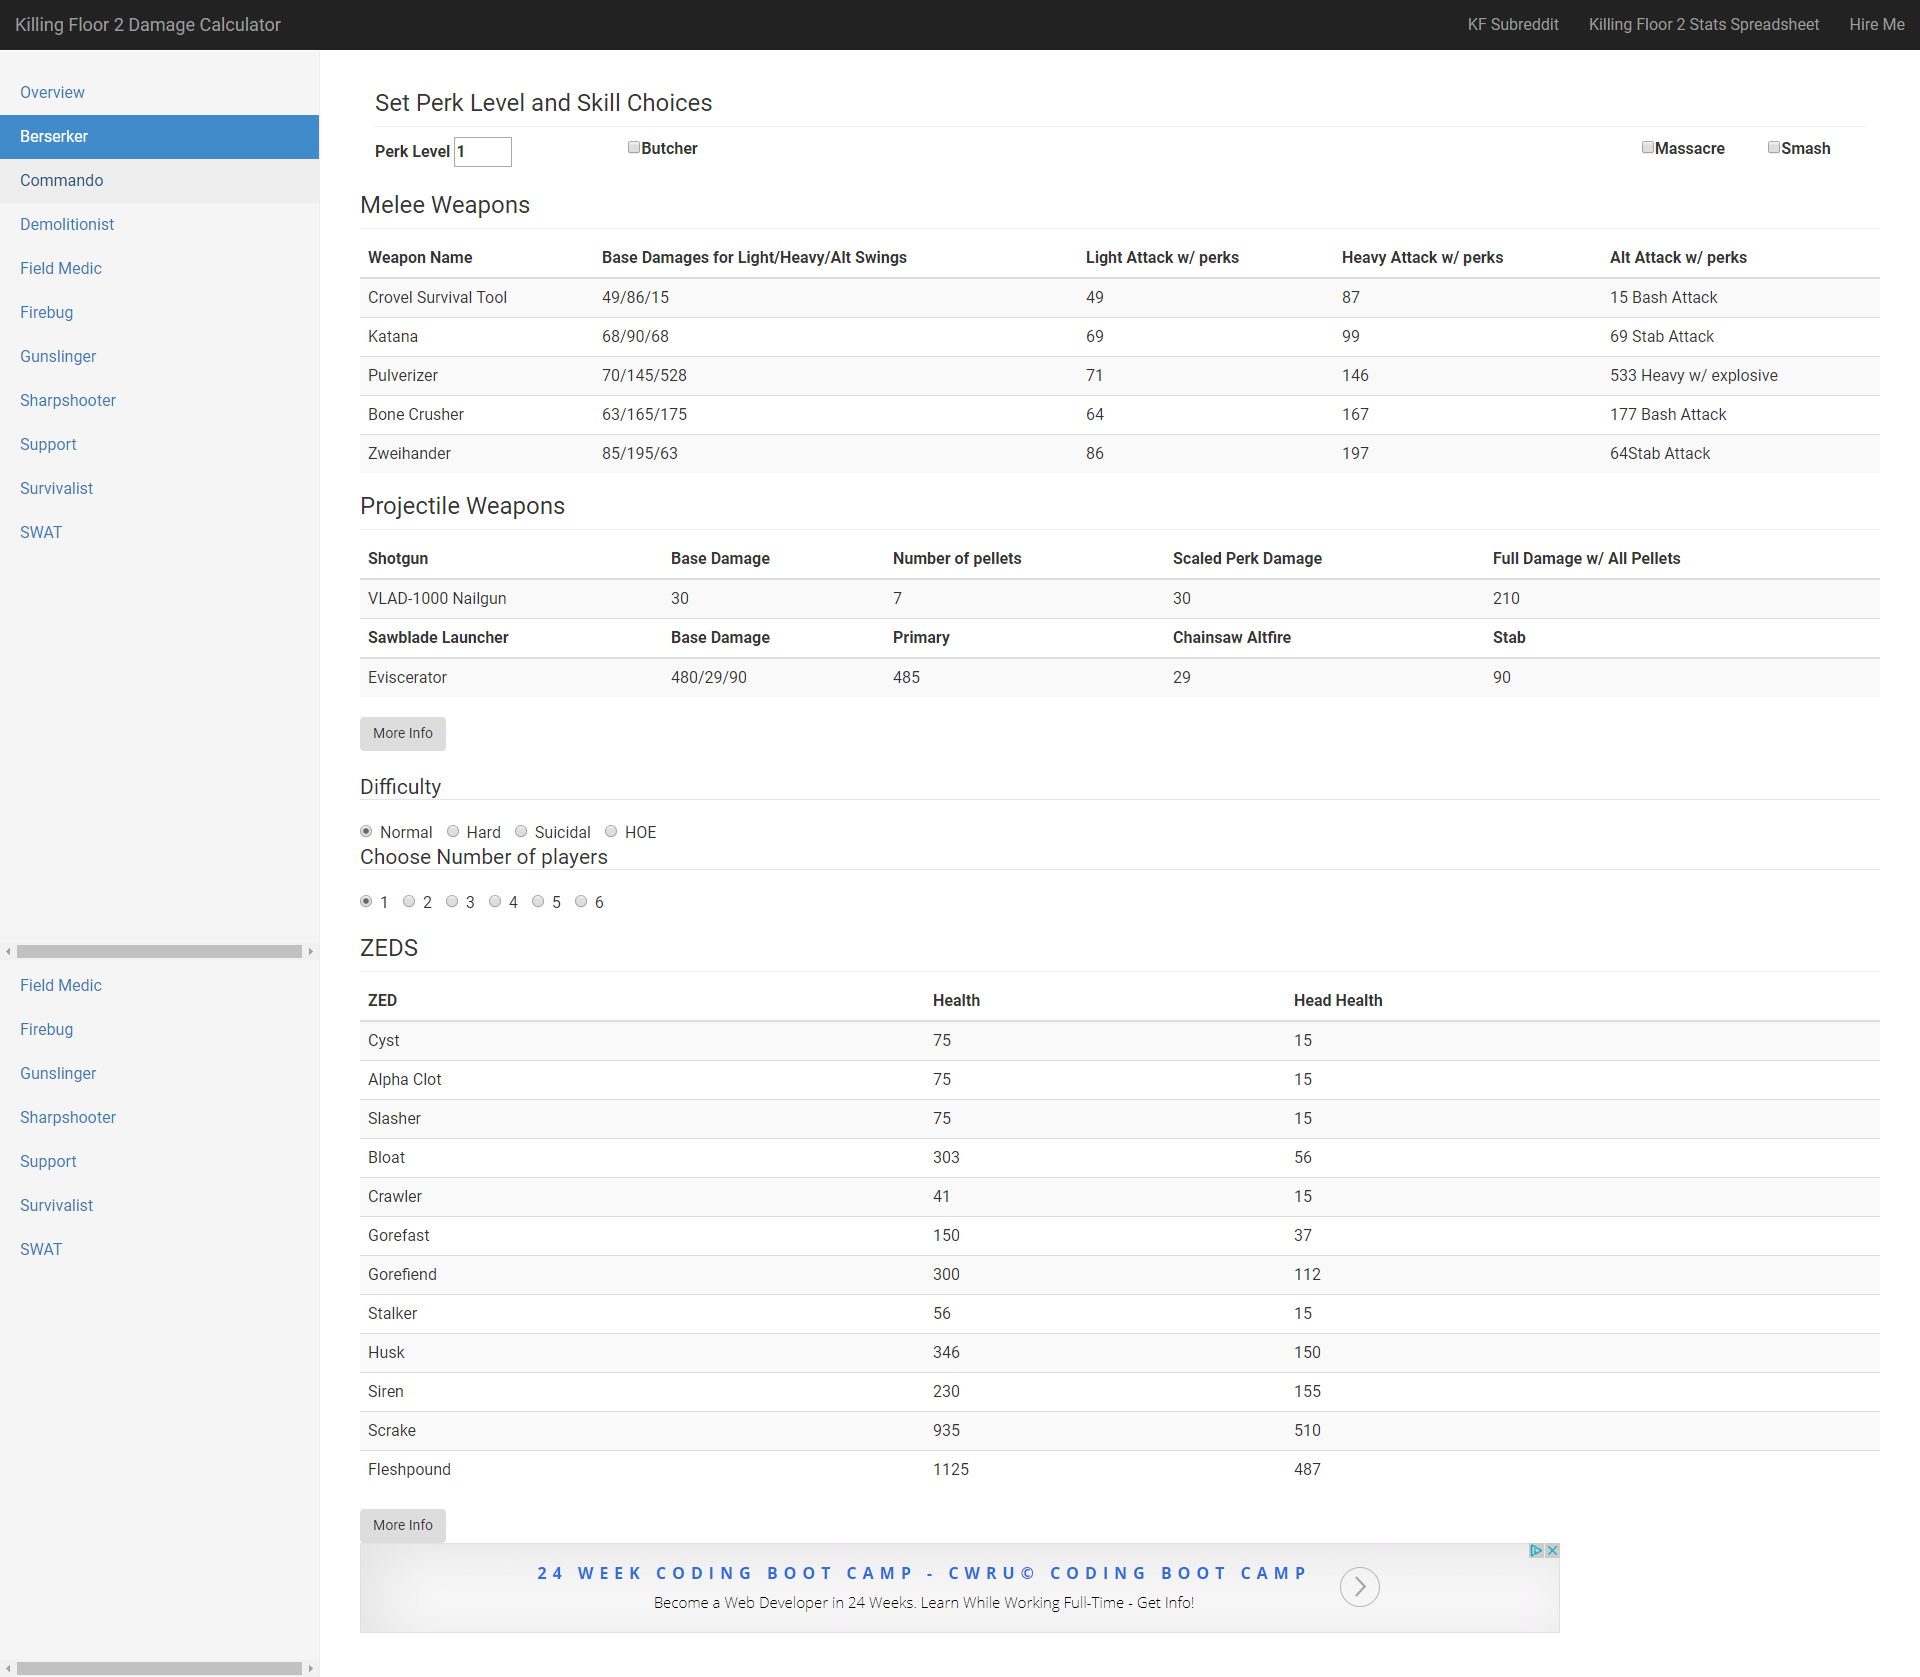 Killing Floor 2 Damage Calculator KF Subreddit Killing Floor 2 Stats Spreadsheet Hire Me
Overview
Berserker
Commando
Demolitionist
Field Medic
Firebug
Gunslinger
Sharpshooter
Support
Survivalist
SWAT
Field Medic
Firebug
Gunslinger
Sharpshooter
Support
Survivalist
SWAT
Set Perk Level and Skill Choices
Perk Level 1 Butcher Massacre Smash
Melee Weapons
Weapon Name Base Damages for Light/Heavy/Alt Swings Light Attack w/ perks Heavy Attack w/ perks Alt Attack w/ perks
Crovel Survival Tool 49/86/15 49 87 15 Bash Attack
Katana 68/90/68 69 99 69 Stab Attack
Pulverizer 70/145/528 71 146 533 Heavy w/ explosive
Bone Crusher 63/165/175 64 167 177 Bash Attack
Zweihander 85/195/63 86 197 64Stab Attack
Projectile Weapons
Shotgun Base Damage Number of pellets Scaled Perk Damage Full Damage w/ All Pellets
VLAD-1000 Nailgun 30 7 30 210
Sawblade Launcher Base Damage Primary Chainsaw Altfire Stab
Eviscerator 480/29/90 485 29 90
More Info
Difficulty
Normal Hard Suicidal HOE
Choose Number of players
1 2 3 4 5 6
ZEDS
ZED Health Head Health
Cyst 75 15
Alpha Clot 75 15
Slasher 75 15
Bloat 303 56
Crawler 41 15
Gorefast 150 37
Gorefiend 300 112
Stalker 56 15
Husk 346 150
Siren 230 155
Scrake 935 510
Fleshpound 1125 487
More Info
24 WEEK CODING BOOT CAMP - CWRU© CODING BOOT CAMP
Become a Web Developer in 24 Weeks. Learn While Working Full-Time - Get Info!